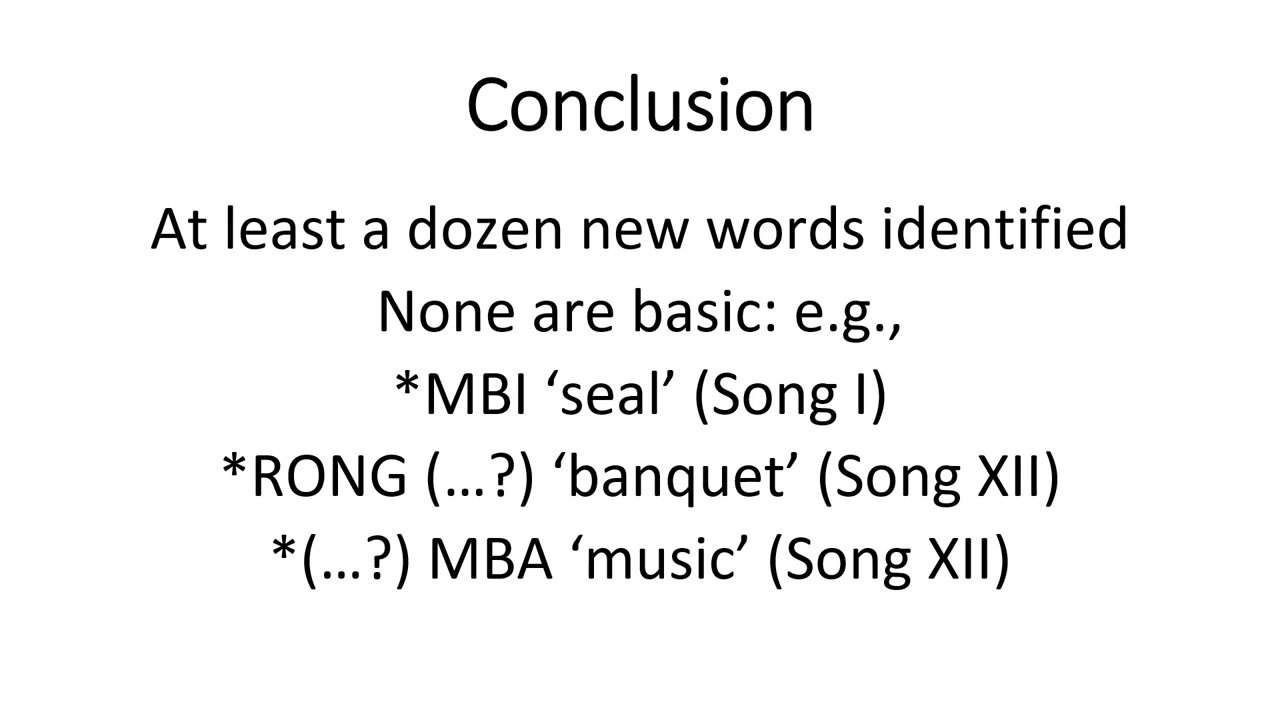 Conclusion
At least a dozen new words identified
None are basic: e.g.,
*MBI ‘seal’ (Song I)
*RONG (…?) ‘banquet’ (Song XII)
*(…?) MBA ‘music’ (Song XII)